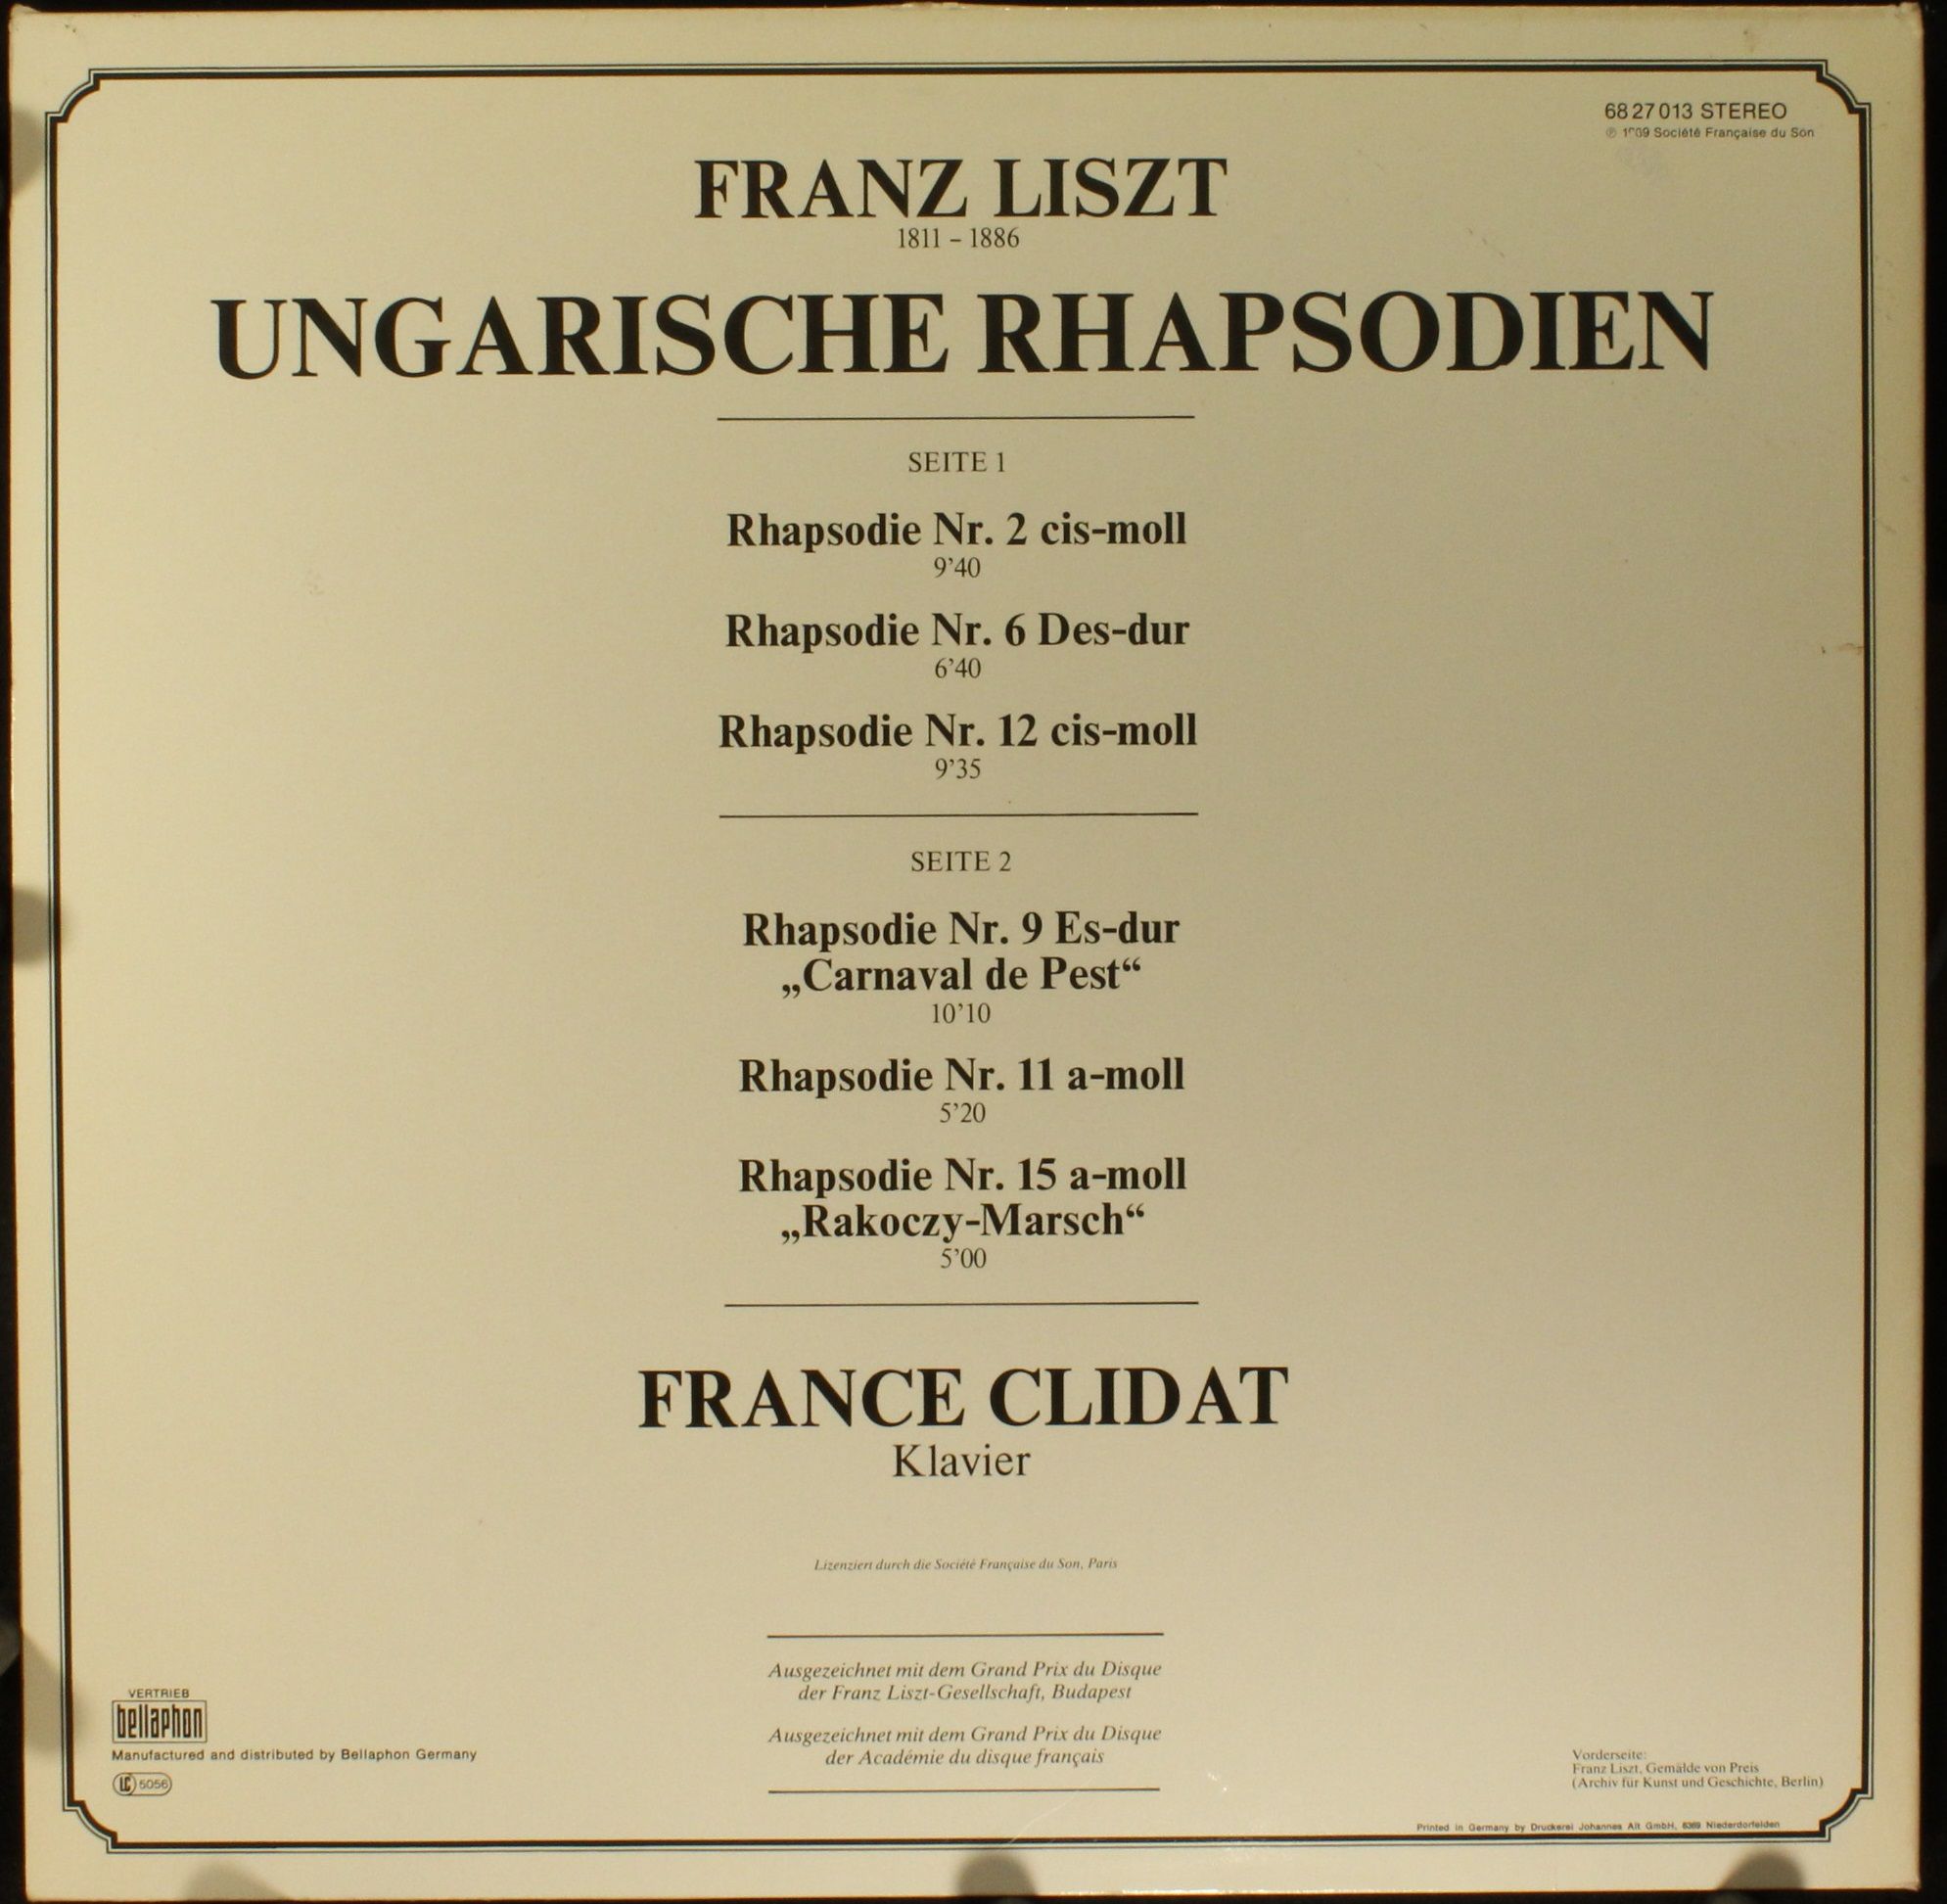 6827013 STEREO
Société Française du Son
FRANZ LISZT
1811 – 1886
UNGARISCHE RHAPSODIEN
SEITE 1
Rhapsodie Nr. 2 cis-moll
9’40
Rhapsodie Nr. 6 Des-dur
6’40
Rhapsodie Nr. 12 cis-moll
9’35
SEITE 2
Rhapsodie Nr. 9 Es-dur
„Carnaval de Pest“
10’10
Rhapsodie Nr. 11 a-moll
5’20
Rhapsodie Nr. 15 a-moll
„Rakoczy-Marsch“
5’00
FRANCE CLIDAT
Klavier
Lizenziert durch die Société Française du Son, Paris
Ausgezeichnet mit dem Grand Prix du Disque
der Franz Liszt-Gesellschaft, Budapest
Ausgezeichnet mit dem Grand Prix du Disque
der Académie du disque français
VERTRIEB
bellaphon
Manufactured and distributed by Bellaphon Germany
LC 5056
Vorderseite:
Franz Liszt, Gemälde von Preis
(Archiv für Kunst und Geschichte, Berlin)
Printed in Germany by Druckerei Johannes Alt GmbH, 6369 Niederdorfelden